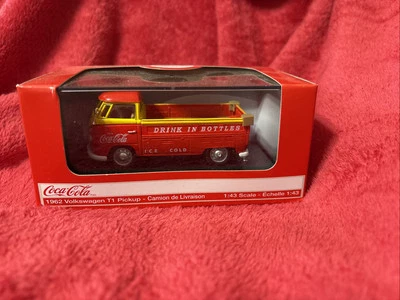 DRINK IN BOTTLES
Coca-Cola
ICE COLD
Coca-Cola
1962 Volkswagen T1 Pickup - Camion de Livraison
1:43 Scale - Échelle 1:43